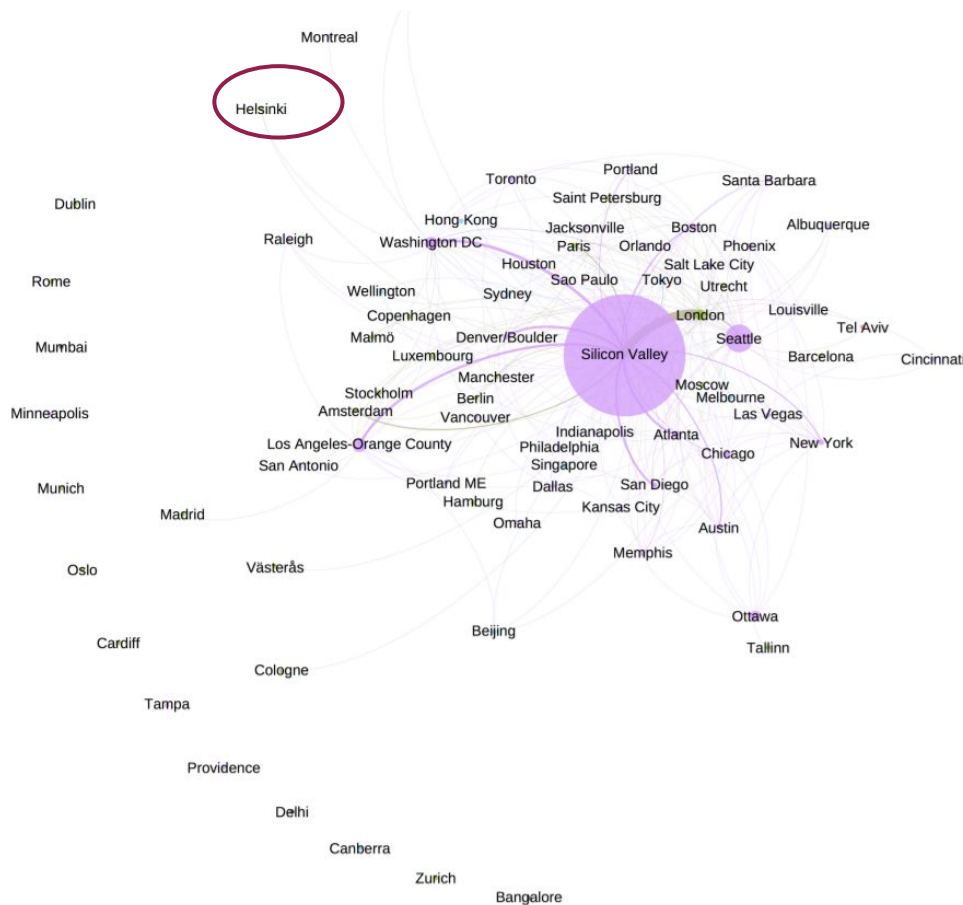 Montreal
Helsinki
Toronto
Portland
Santa Barbara
Saint Petersburg
Dublin
Hong Kong
Jacksonville
Boston
Albuquerque
Raleigh
Washington DC
Paris
Orlando
Phoenix
Houston
Salt Lake City
Rome
Sao Paulo
Tokyo
Utrecht
Wellington
Sydney
Copenhagen
London
Louisville
Tel Aviv
Malmö
Denver/Boulder
Seattle
Mumbai
Luxembourg
Silicon Valley
Barcelona
Cincinnati
Manchester
Stockholm
Berlin
Moscow
Melbourne
Minneapolis
Amsterdam
Vancouver
Las Vegas
Los Angeles-Orange County
Indianapolis
Atlanta
New York
Philadelphia
Chicago
San Antonio
Singapore
Munich
Portland ME
Dallas
San Diego
Hamburg
Kansas City
Madrid
Omaha
Austin
Memphis
Oslo
Västerås
Ottawa
Beijing
Cardiff
Tallinn
Cologne
Tampa
Providence
Delhi
Canberra
Zurich
Bangalore